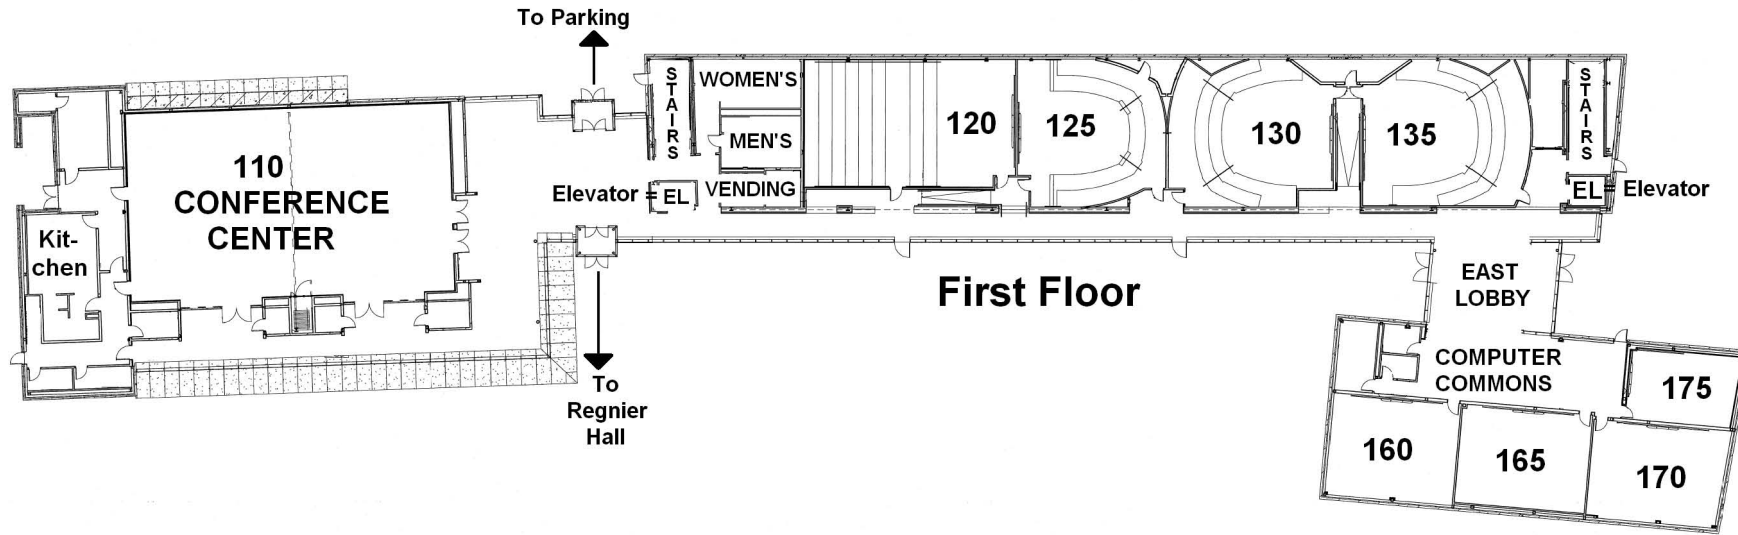 To Parking
STAIRS
WOMEN'S
MEN'S
VENDING
Elevator
EL
120
125
130
135
STAIRS
EL
Elevator
110
CONFERENCE
CENTER
Kit-
chen
To
Regnier
Hall
First Floor
EAST
LOBBY
COMPUTER
COMMONS
175
160
165
170